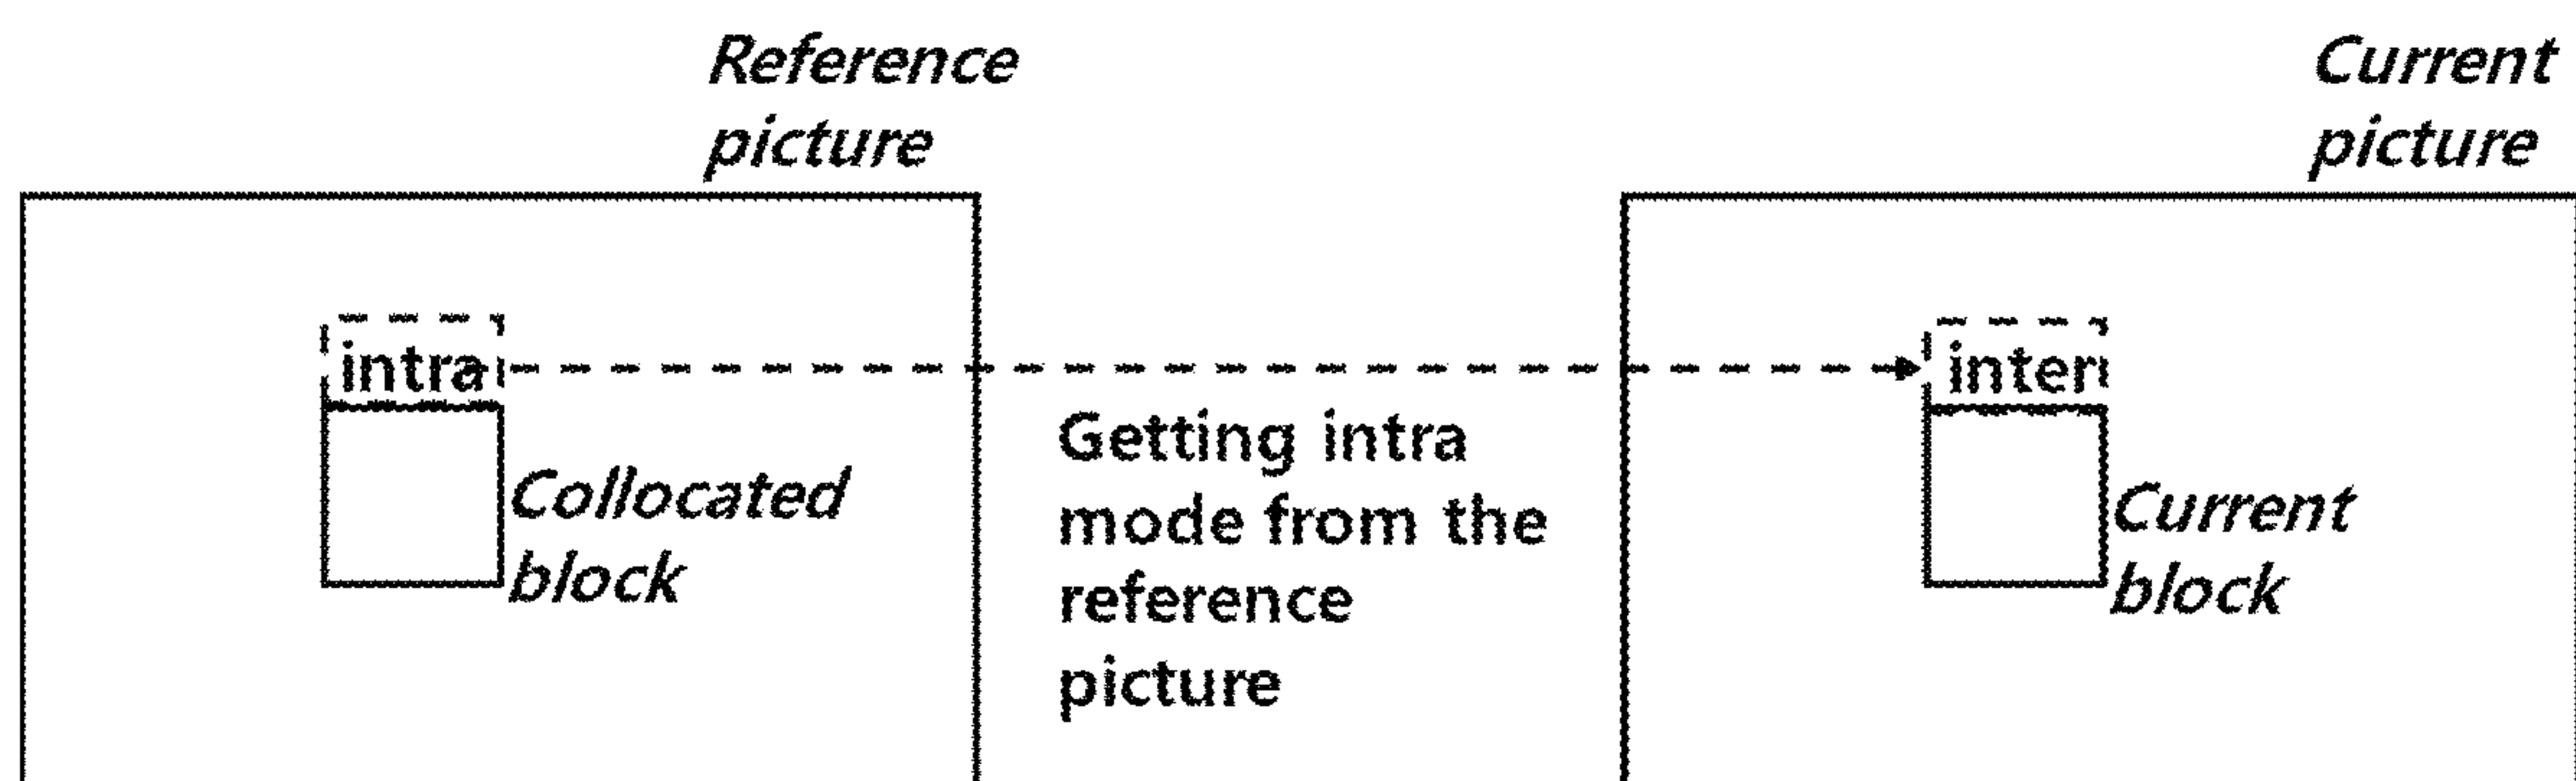 Reference
picture
Current
picture
intra
inter
Collocated
block
Getting intra
mode from the
reference
picture
Current
block